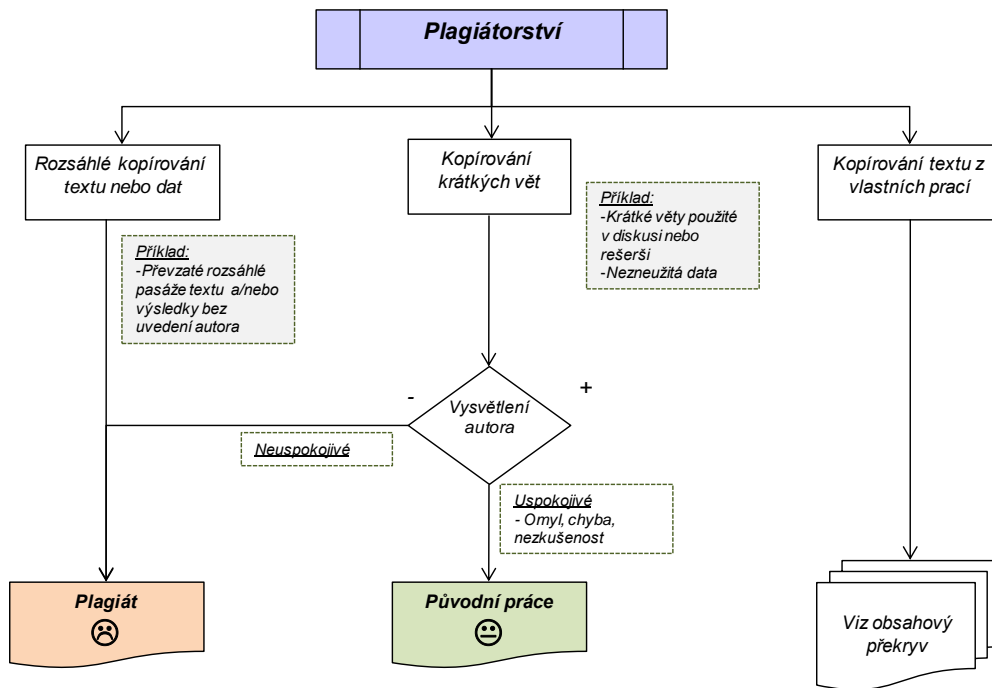 Plagiátorství
Rozsáhlé kopírování
textu nebo dat
Kopírování
krátkých vět
Kopírování textu z
vlastních prací
Příklad:
-Převzaté rozsáhlé
pasáže textu a/nebo
výsledky bez
uvedení autora
Příklad:
-Krátké věty použité
v diskusi nebo
rešerši
- Nezneužitá data
-
+
Vysvětlení
autora
Neuspokojivé
Uspokojivé
- Omyl, chyba,
nezkušenost
Plagiát
Původní práce
Viz obsahový
překryv